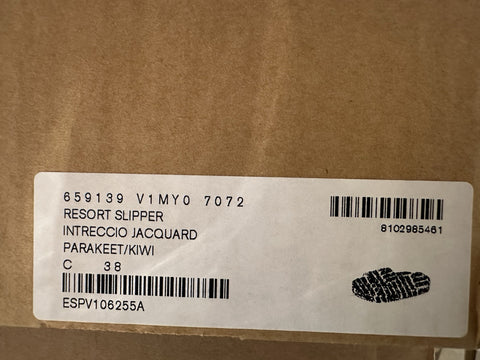 659139 V1MY0 7072
RESORT SLIPPER
INTRECCIO JACQUARD
PARAKEET/KIWI
C 38
ESPV106255A
8102985461